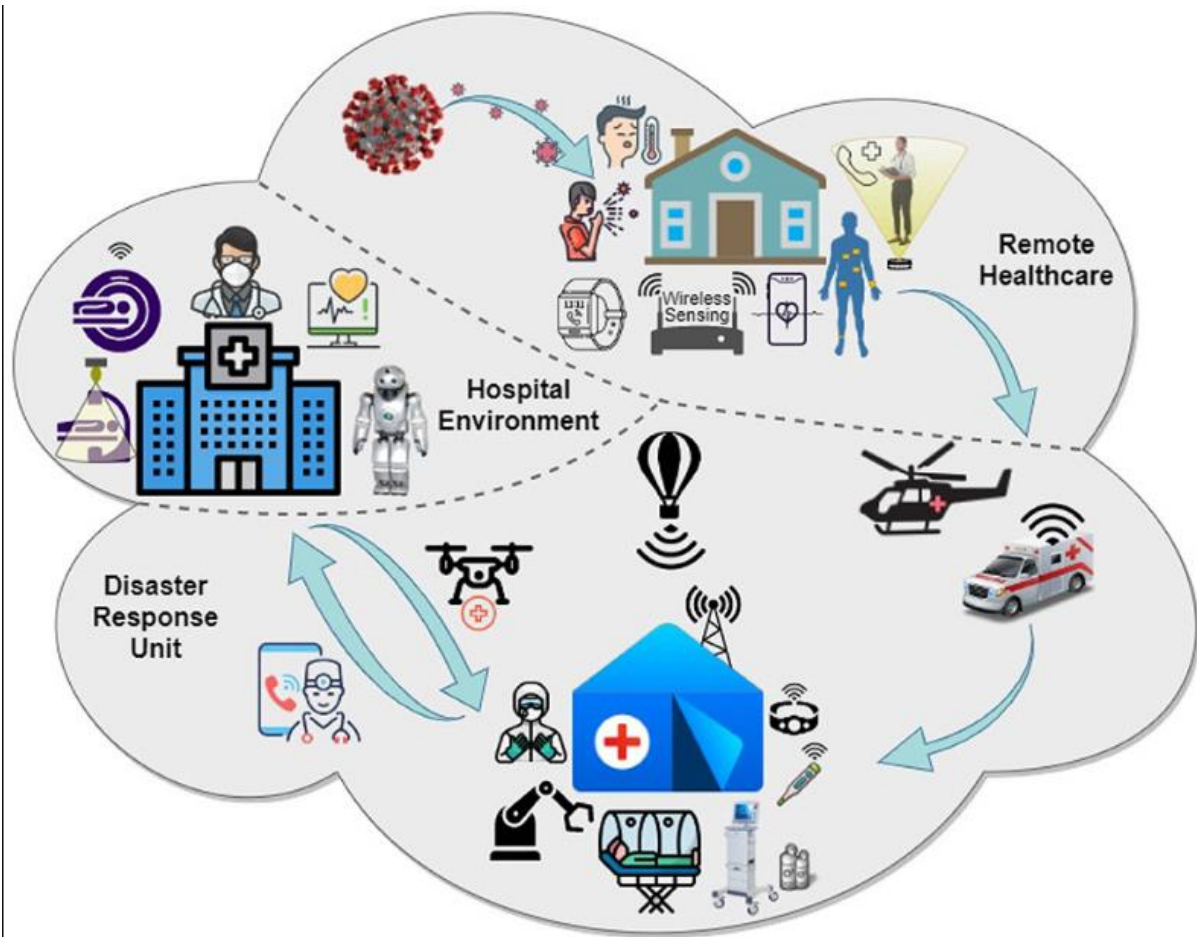 Wireless
Sensing
Remote
Healthcare
Hospital
Environment
Disaster
Response
Unit